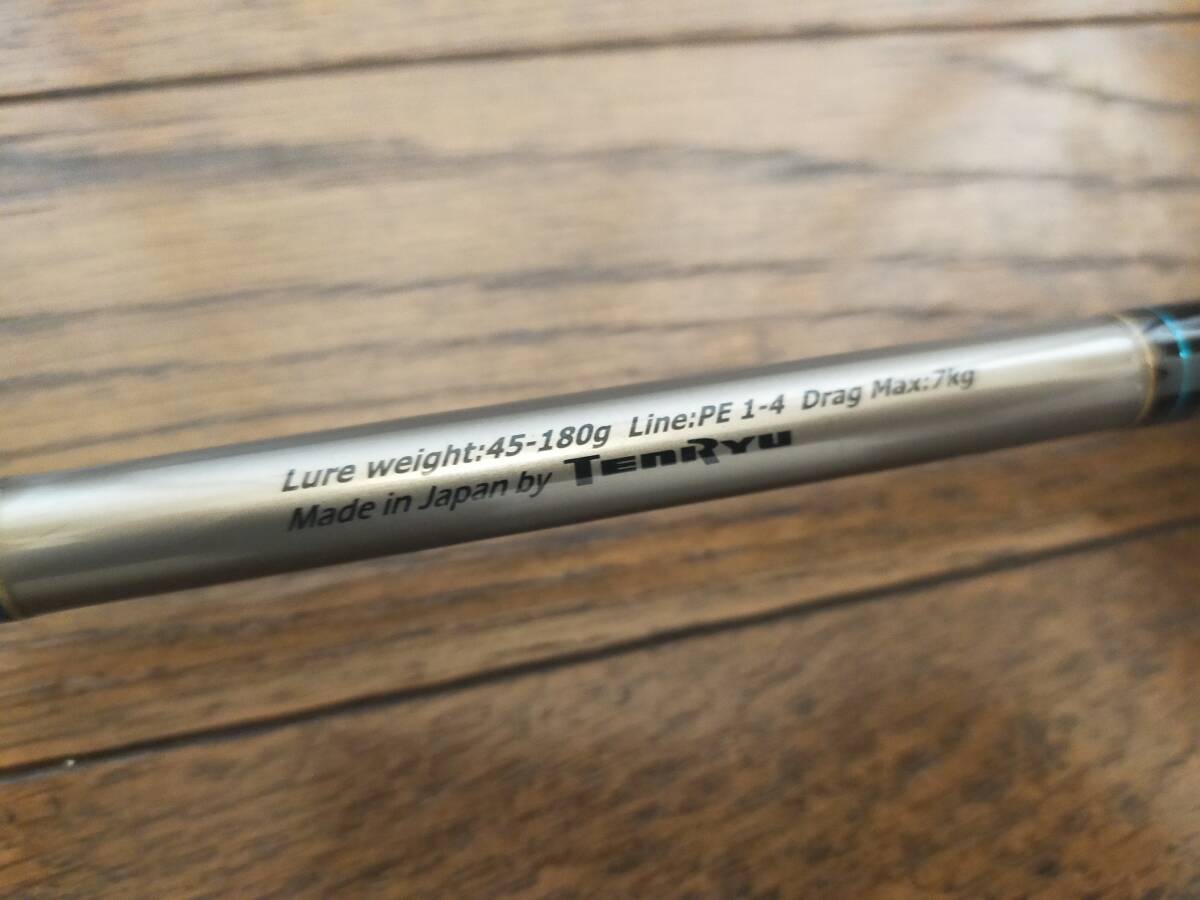 Lure weight:45-180g Line:PE 1-4 Drag Max:7kg
Made in Japan by TENRYU